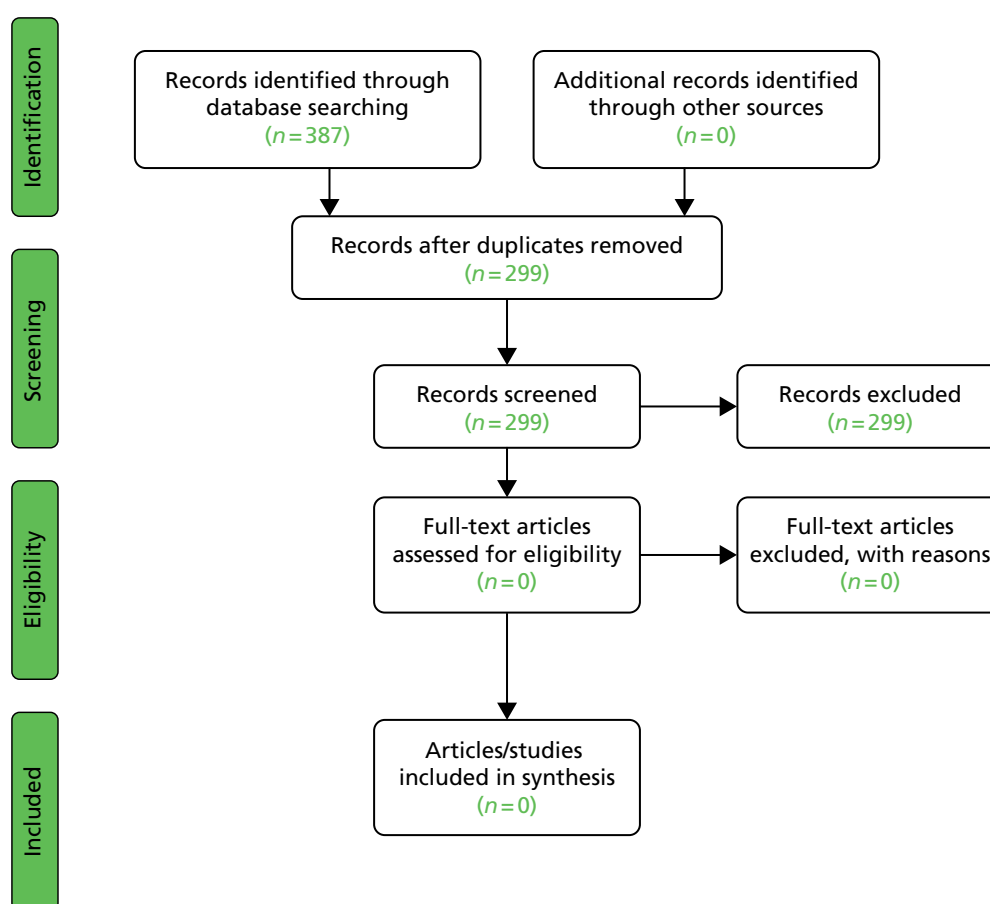 Identification
Records identified through
database searching
(n=387)
Additional records identified
through other sources
(n=0)
Records after duplicates removed
(n=299)
Screening
Records screened
(n=299)
Records excluded
(n=299)
Eligibility
Full-text articles
assessed for eligibility
(n=0)
Full-text articles
excluded, with reasons
(n=0)
Included
Articles/studies
included in synthesis
(n=0)